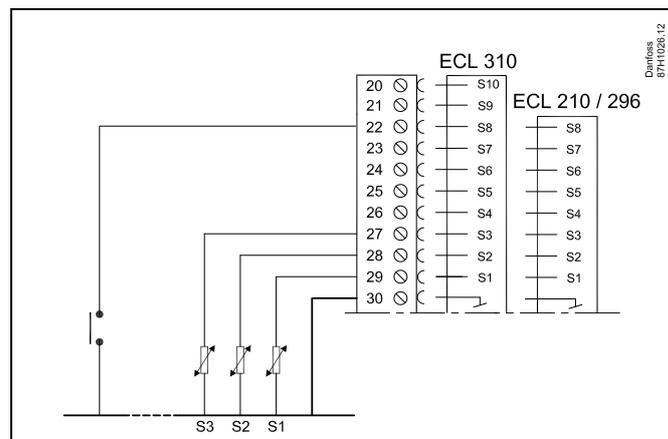 Danfoss
87H1026.12
ECL 310
ECL 210 / 296
20 S10
21 S9
22 S8 S8
23 S7 S7
24 S6 S6
25 S5 S5
26 S4 S4
27 S3 S3
28 S2 S2
29 S1 S1
30
S3 S2 S1